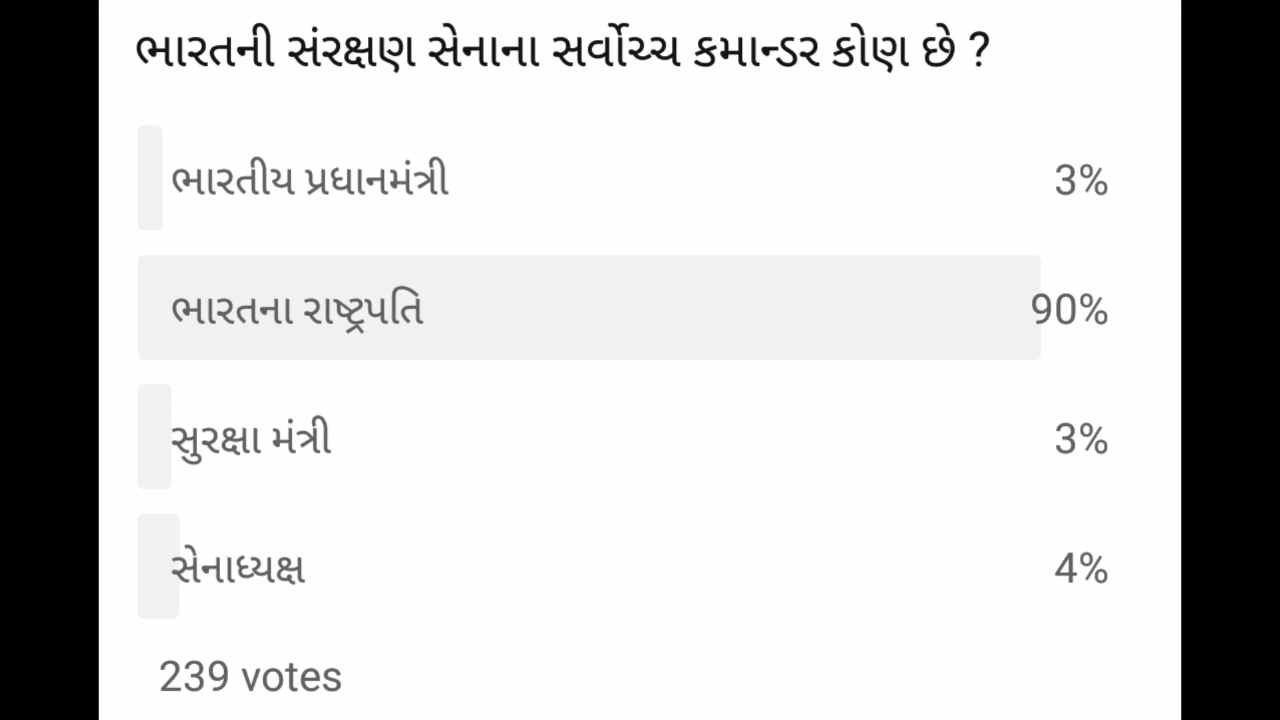 ભારતની સંરક્ષણ સેનાના સર્વોચ્ચ કમાન્ડર કોણ છે ?
ભારતીય પ્રધાનમંત્રી 3%
ભારતના રાષ્ટ્રપતિ 90%
સુરક્ષા મંત્રી 3%
સેનાધ્યક્ષ 4%
239 votes